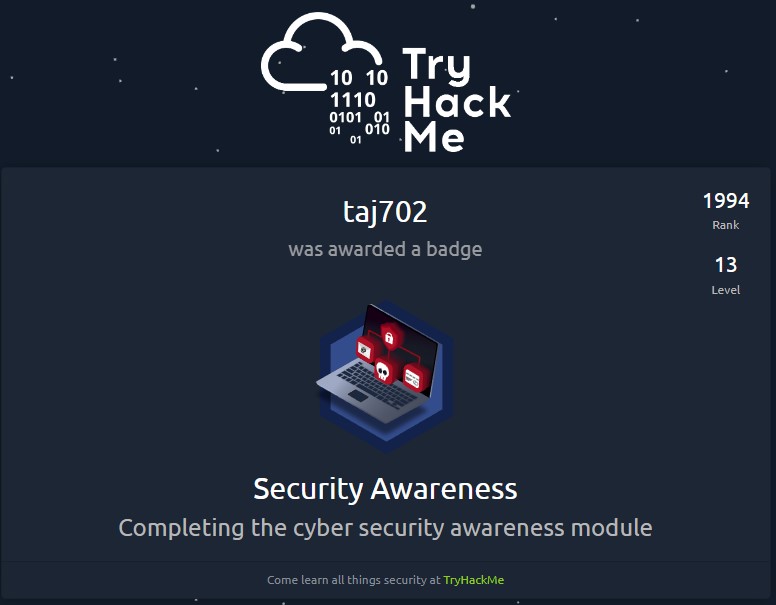 10 10
1110
0101 01
01 010
01
Try
Hack
Me
taj702
was awarded a badge
1994
Rank
13
Level
Security Awareness
Completing the cyber security awareness module
Come learn all things security at TryHackMe